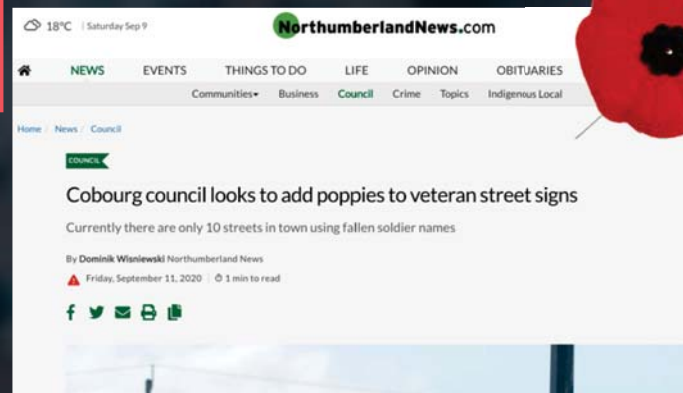 18°C | Saturday Sep 9
NorthumberlandNews.com
NEWS EVENTS THINGS TO DO LIFE OPINION OBITUARIES
Communities Business Council Crime Topics Indigenous Local
Home / News / Council
COUNCIL
Cobourg council looks to add poppies to veteran street signs
Currently there are only 10 streets in town using fallen soldier names
By Dominik Wisniewski Northumberland News
Friday, September 11, 2020 | 1 min to read